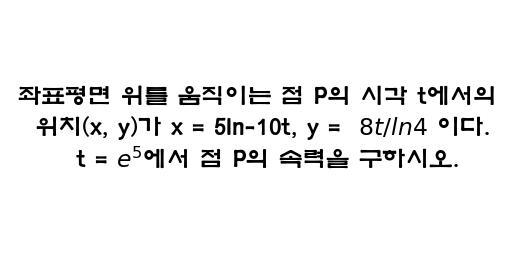 좌표평면 위를 움직이는 점 P의 시각 t에서의
위치(x, y)가 x = 5ln-10t, y = 8t/ln4 이다.
t = e⁵에서 점 P의 속력을 구하시오.